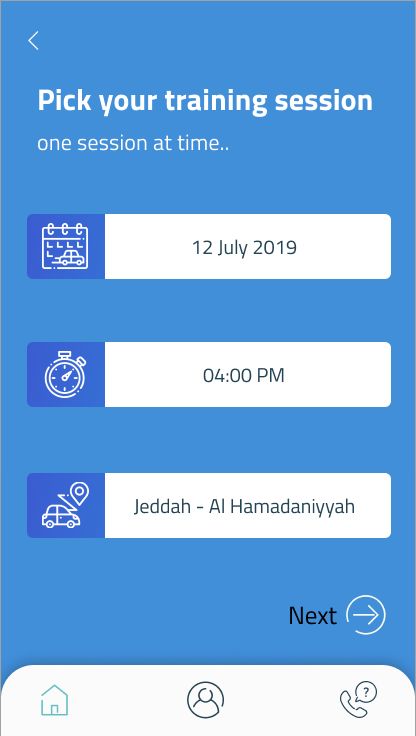 Pick your training session
one session at time..
12 July 2019
04:00 PM
Jeddah - Al Hamadaniyyah
Next
?